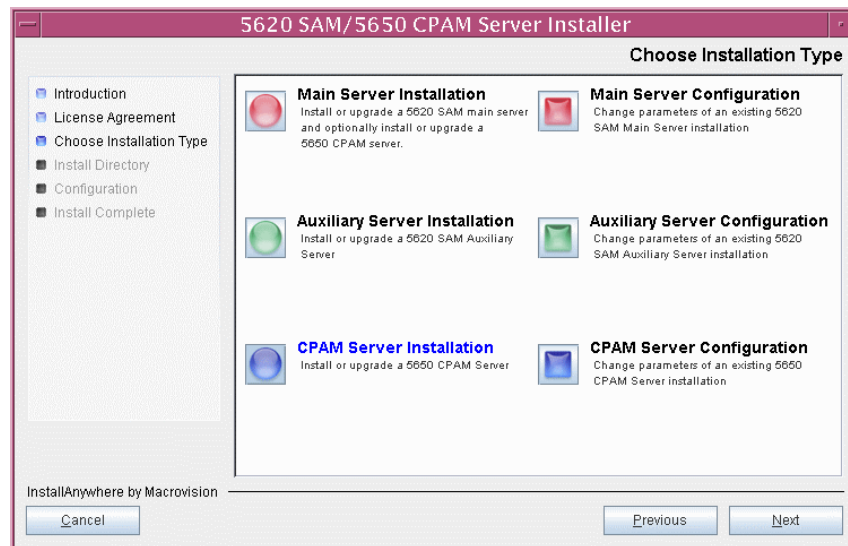 5620 SAM/5650 CPAM Server Installer
Choose Installation Type
Introduction
License Agreement
Choose Installation Type
Install Directory
Configuration
Install Complete
Main Server Installation
Install or upgrade a 5620 SAM main server
and optionally install or upgrade a
5650 CPAM server.
Main Server Configuration
Change parameters of an existing 5620
SAM Main Server installation
Auxiliary Server Installation
Install or upgrade a 5620 SAM Auxiliary
Server
Auxiliary Server Configuration
Change parameters of an existing 5620
SAM Auxiliary Server installation
CPAM Server Installation
Install or upgrade a 5650 CPAM Server
CPAM Server Configuration
Change parameters of an existing 5650
CPAM Server installation
InstallAnywhere by Macrovision
Cancel
Previous
Next